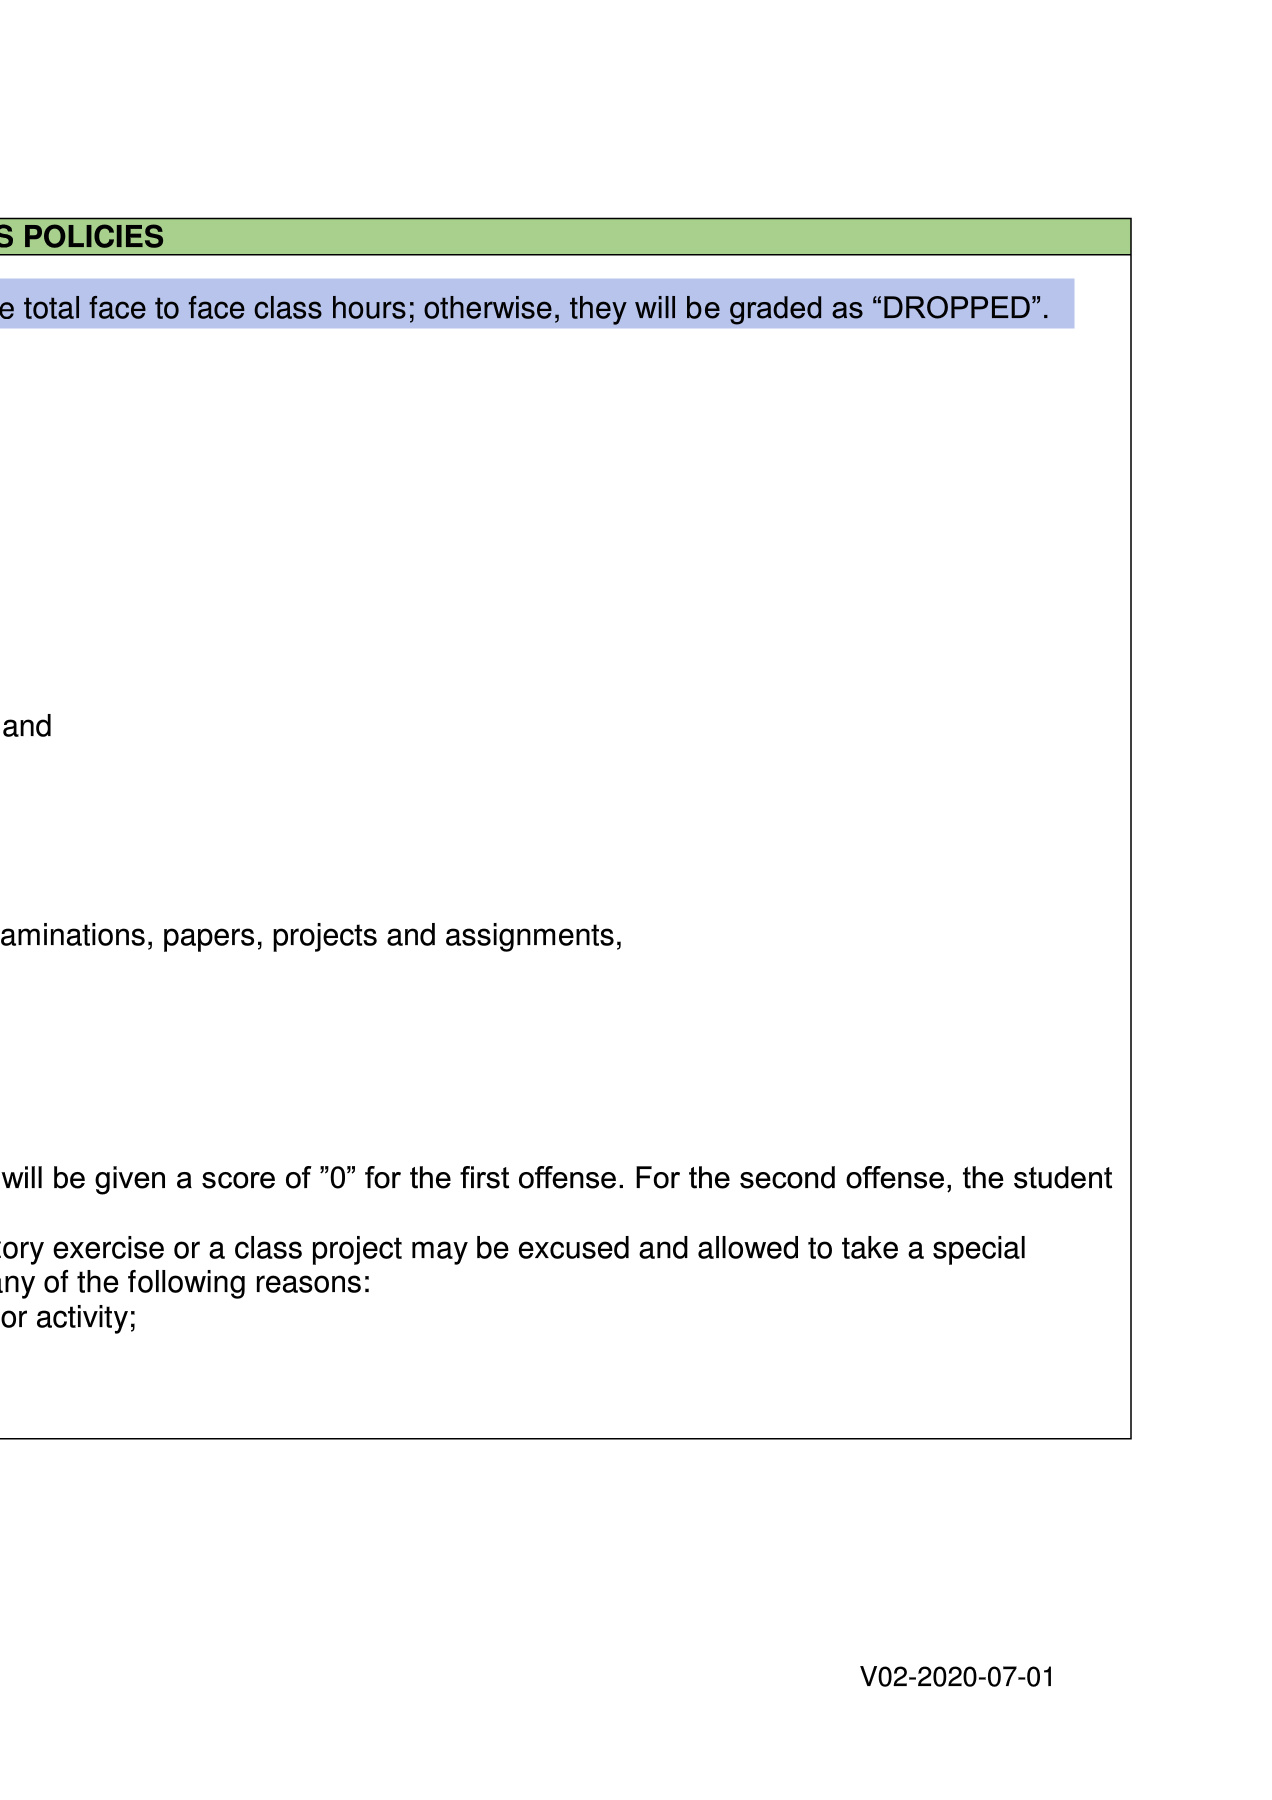 S POLICIES
e total face to face class hours; otherwise, they will be graded as “DROPPED”.
and
aminations, papers, projects and assignments,
will be given a score of ”0” for the first offense. For the second offense, the student
tory exercise or a class project may be excused and allowed to take a special
any of the following reasons:
or activity;
V02-2020-07-01